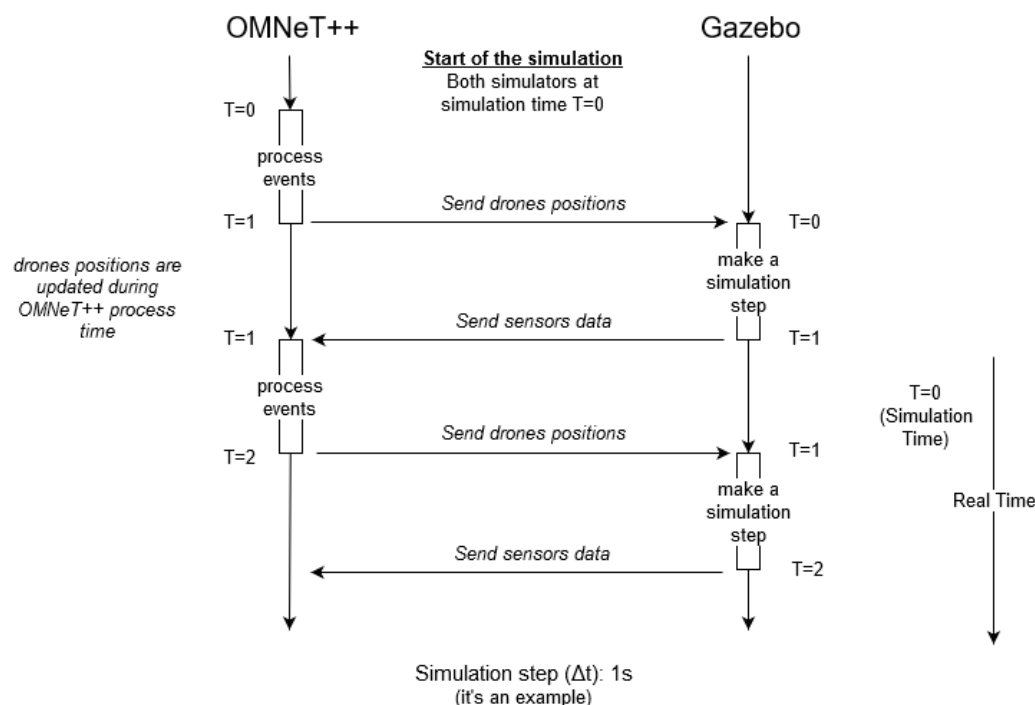 OMNeT++
Gazebo
Start of the simulation
Both simulators at
simulation time T=0
T=0
process
events
Send drones positions
T=1
T=0
drones positions are
updated during
OMNeT++ process
time
make a
simulation
step
Send sensors data
T=1
T=1
process
events
T=0
(Simulation
Time)
Send drones positions
T=2
T=1
make a
simulation
step
Real Time
Send sensors data
T=2
Simulation step (Δt): 1s
(it's an example)